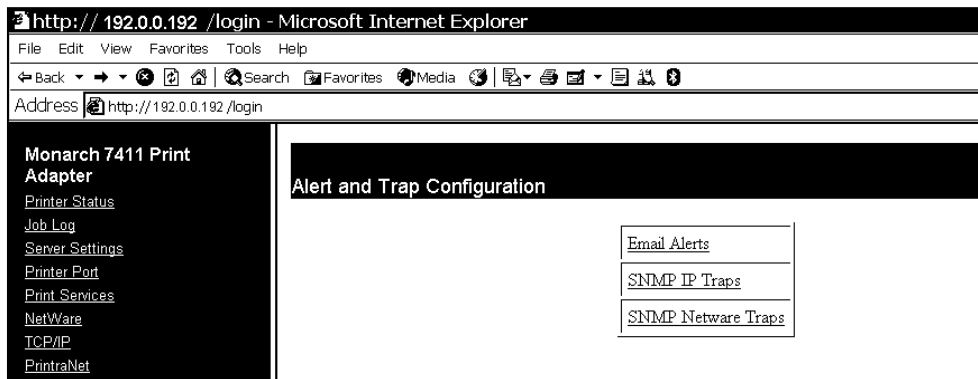 http:// 192.0.0.192 /login - Microsoft Internet Explorer
File Edit View Favorites Tools Help
Back Search Favorites Media
Address http://192.0.0.192 /login
Monarch 7411 Print
Adapter
Printer Status
Job Log
Server Settings
Printer Port
Print Services
NetWare
TCP/IP
PrintraNet
Alert and Trap Configuration
Email Alerts
SNMP IP Traps
SNMP Netware Traps